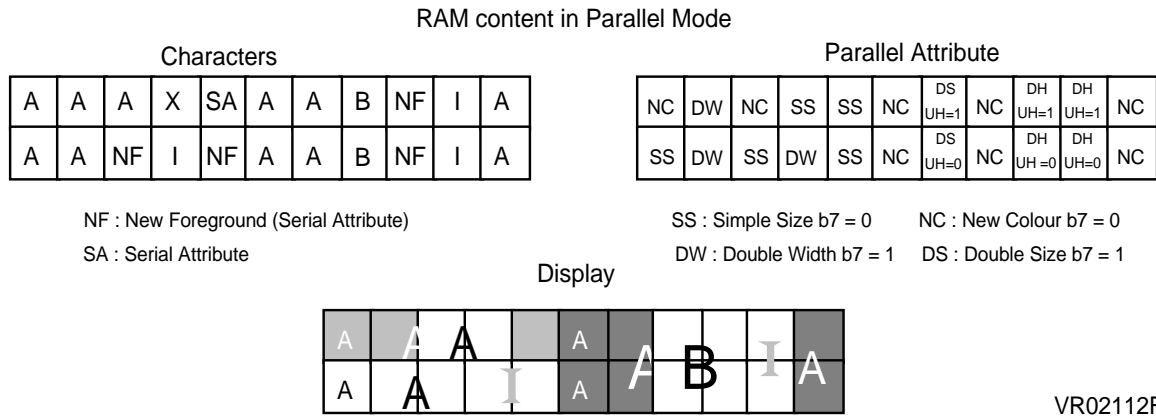 RAM content in Parallel Mode
Characters
Parallel Attribute
A A A X SA A A B NF I A
A A NF I NF A A B NF I A
NC DW NC SS SS NC DS UH=1 NC DH UH=1 DH UH=1 NC
SS DW SS DW SS NC DS UH=0 NC DH UH =0 DH UH=0 NC
NF : New Foreground (Serial Attribute)
SA : Serial Attribute
SS : Simple Size b7 = 0 NC : New Colour b7 = 0
DW : Double Width b7 = 1 DS : Double Size b7 = 1
Display
A A A A
A A I A A B I A